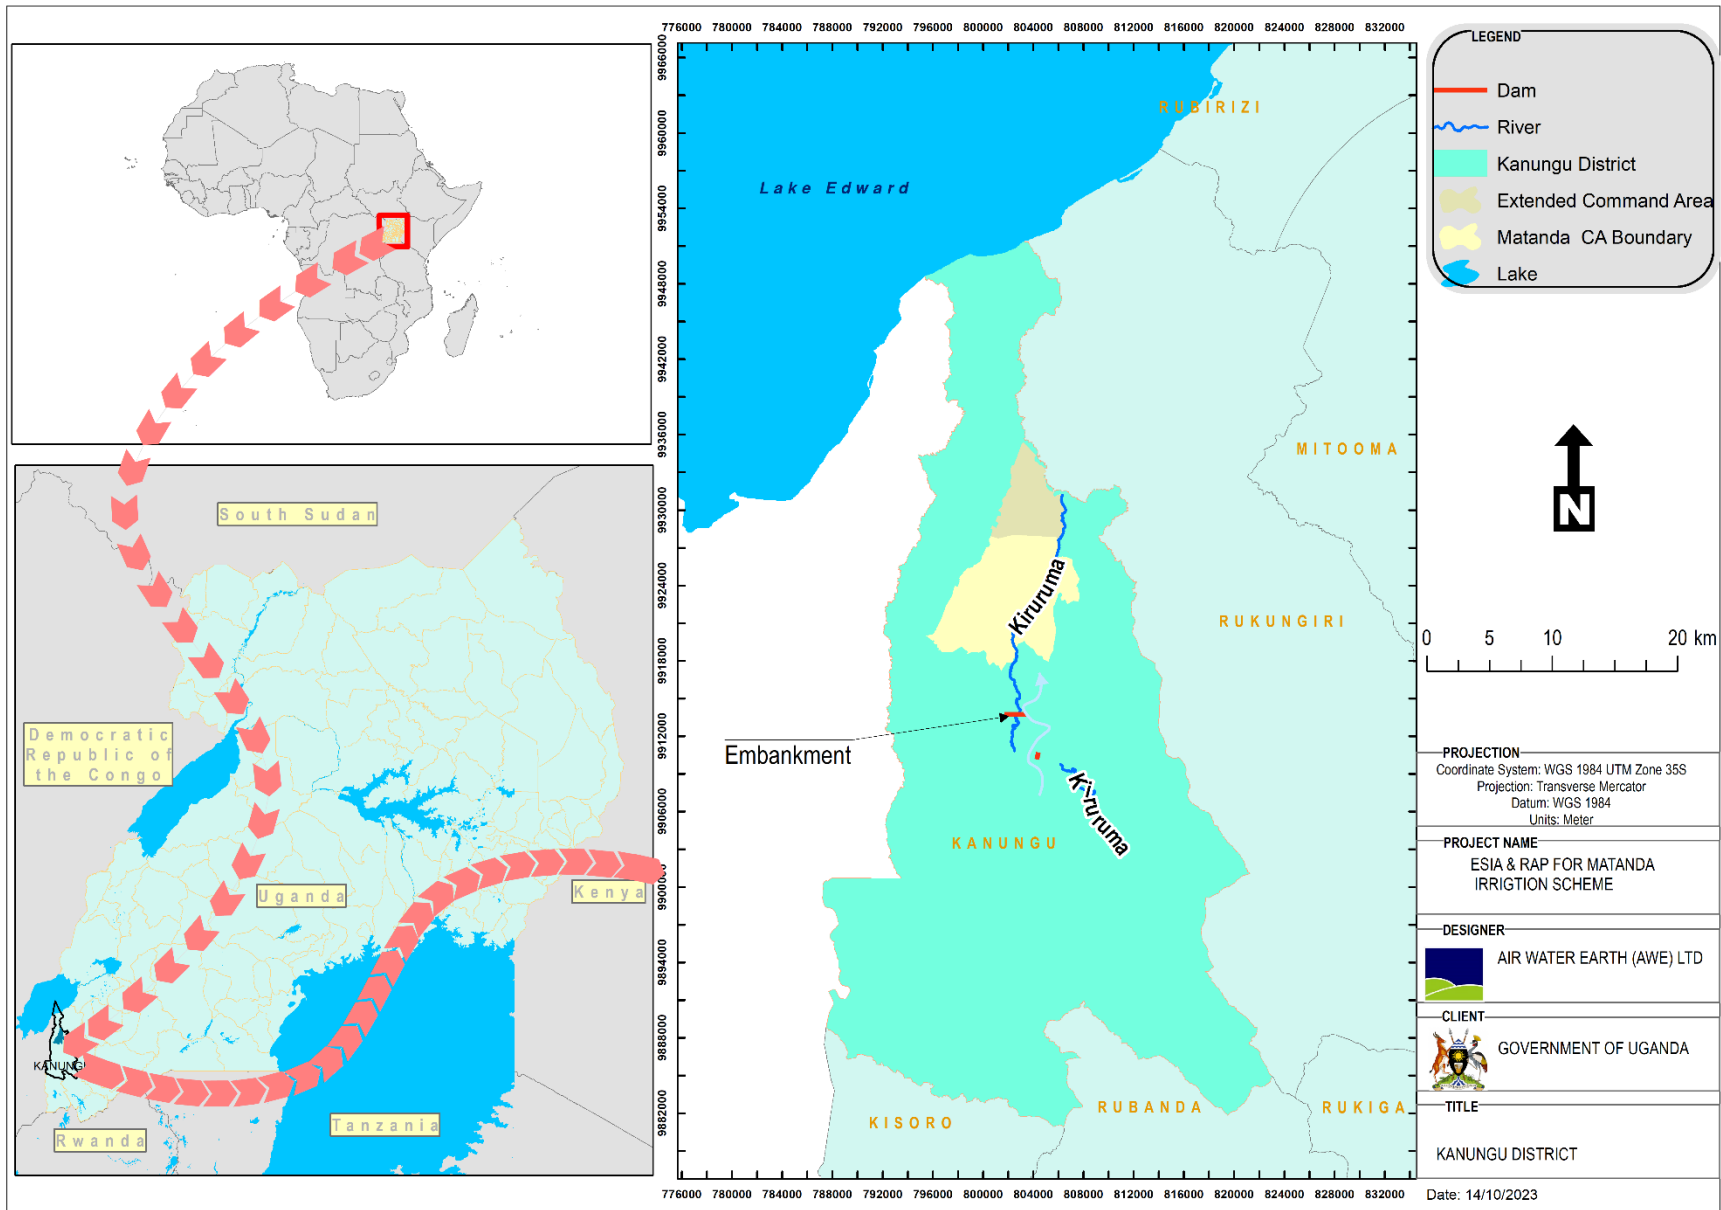 South Sudan
Democratic
Republic of
the Congo
Uganda
Kenya
KANUNGU
Rwanda
Tanzania
776000 780000 784000 788000 792000 796000 800000 804000 808000 812000 816000 820000 824000 828000 832000
9966000
9960000
9954000
9948000
9942000
9936000
9930000
9924000
9918000
9912000
9906000
9900000
9894000
9888000
9882000
RUBIRIZI
Lake Edward
MITOOMA
RUKUNGIRI
Kiruruma
Embankment
Ki-ruruma
KANUNGU
KISORO
RUBANDA
RUKIGA
776000 780000 784000 788000 792000 796000 800000 804000 808000 812000 816000 820000 824000 828000 832000
LEGEND
Dam
River
Kanungu District
Extended Command Area
Matanda CA Boundary
Lake
N
0 5 10 20 km
PROJECTION
Coordinate System: WGS 1984 UTM Zone 35S
Projection: Transverse Mercator
Datum: WGS 1984
Units: Meter
PROJECT NAME
ESIA & RAP FOR MATANDA
IRRIGTION SCHEME
DESIGNER
AIR WATER EARTH (AWE) LTD
CLIENT
GOVERNMENT OF UGANDA
TITLE
KANUNGU DISTRICT
Date: 14/10/2023